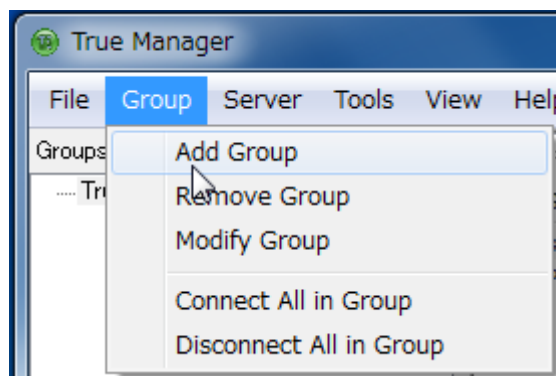 True Manager
File Group Server Tools View Help
Groups
Add Group
Remove Group
Modify Group
Connect All in Group
Disconnect All in Group